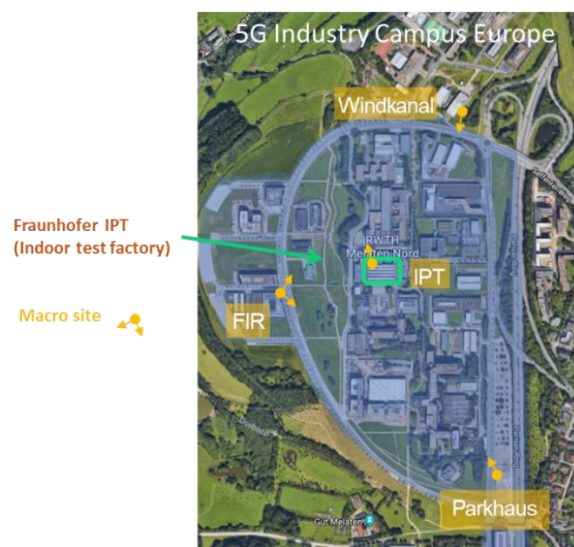 5G Industry Campus Europe
Windkanal
Fraunhofer IPT
(Indoor test factory)
RWTH
Melaten Nord
IPT
Macro site
FIR
Parkhaus
Gut Melaten